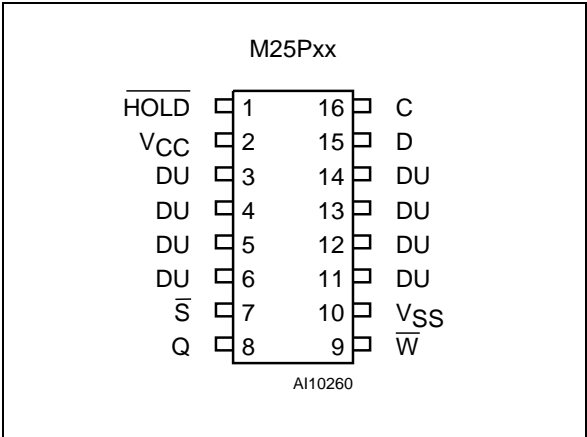 M25Pxx
HOLD 1 16 C
VCC 2 15 D
DU 3 14 DU
DU 4 13 DU
DU 5 12 DU
DU 6 11 DU
S 7 10 VSS
Q 8 9 W
AI10260